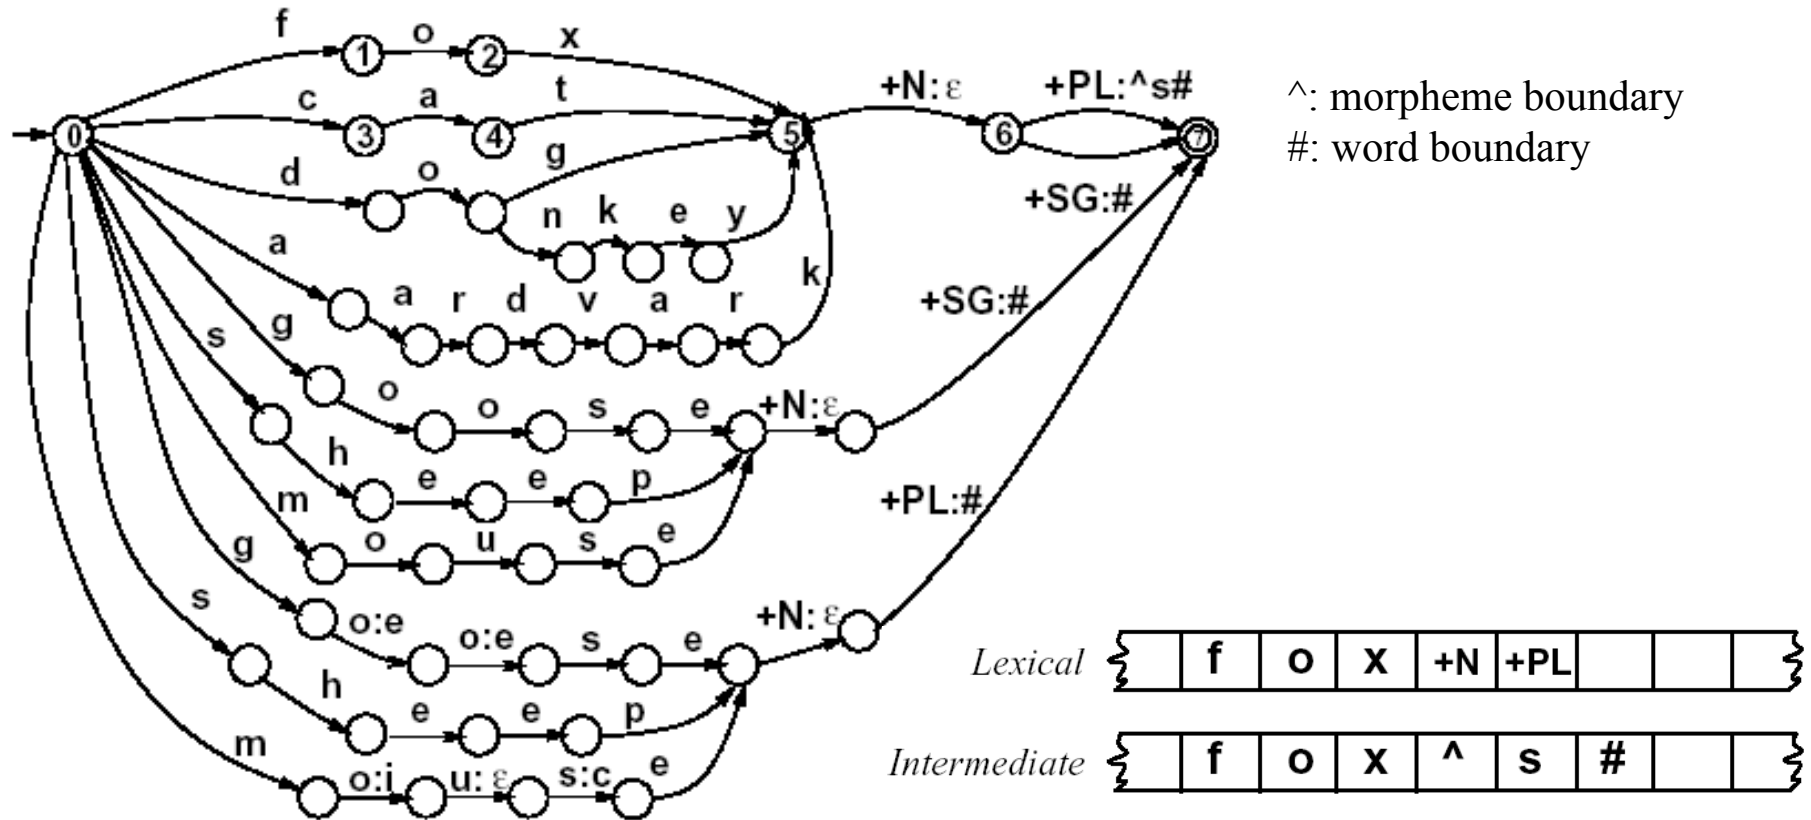 f o x
+N:ε +PL:^s#
^: morpheme boundary
c a t
0 1 2 3 4 5 6 7
#: word boundary
d o g
+SG:#
n k e y
a a r d v a r k
+SG:#
g o o s e +N:ε
s h e e p
+PL:#
m o u s e
g o:e o:e s e +N:ε
s h e e p
m o:i u:ε s:c e
Lexical f o x +N +PL
Intermediate f o x ^ s #